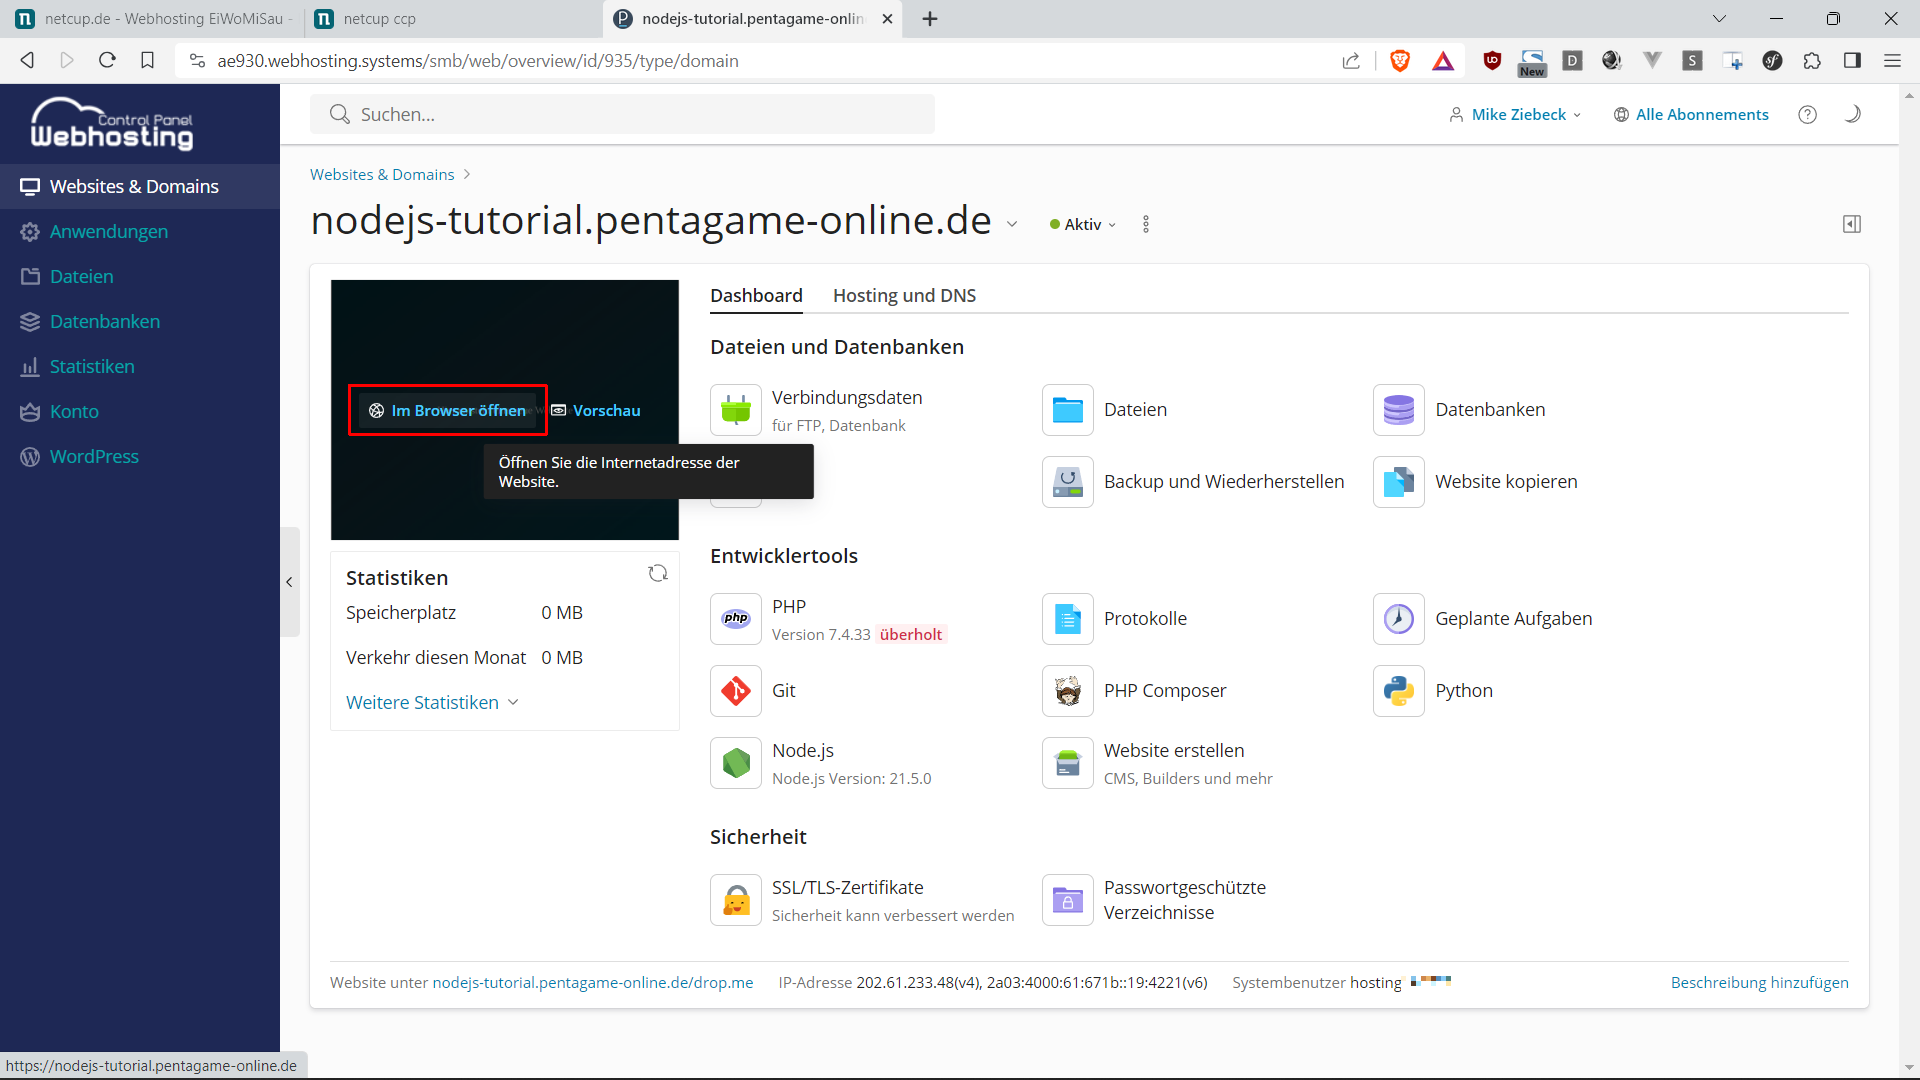 netcup.de - Webhosting EiWoMiSau -
netcup ccp
nodejs-tutorial.pentagame-onlin
ae930.webhosting.systems/smb/web/overview/id/935/type/domain
New
Control Panel
Webhosting
Suchen...
Mike Ziebeck
Alle Abonnements
Websites & Domains
Anwendungen
Dateien
Datenbanken
Statistiken
Konto
WordPress
Websites & Domains
nodejs-tutorial.pentagame-online.de
Aktiv
Im Browser öffnen
Vorschau
Öffnen Sie die Internetadresse der
Website.
Statistiken
Speicherplatz 0 MB
Verkehr diesen Monat 0 MB
Weitere Statistiken
Dashboard
Hosting und DNS
Dateien und Datenbanken
Verbindungsdaten
für FTP, Datenbank
Dateien
Datenbanken
Backup und Wiederherstellen
Website kopieren
Entwicklertools
php
PHP
Version 7.4.33 überholt
Protokolle
Geplante Aufgaben
Git
PHP Composer
Python
Node.js
Node.js Version: 21.5.0
Website erstellen
CMS, Builders und mehr
Sicherheit
SSL/TLS-Zertifikate
Sicherheit kann verbessert werden
Passwortgeschützte
Verzeichnisse
Website unter nodejs-tutorial.pentagame-online.de/drop.me
IP-Adresse 202.61.233.48(v4), 2a03:4000:61:671b::19:4221(v6)
Systembenutzer hosting
Beschreibung hinzufügen
https://nodejs-tutorial.pentagame-online.de